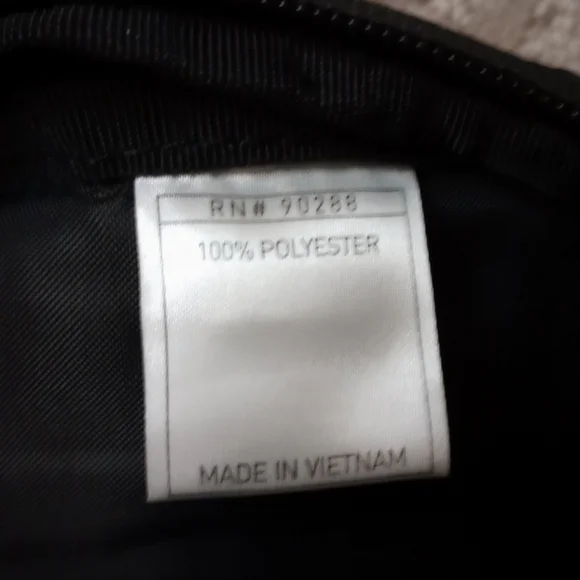 RN# 90288
100% POLYESTER
MADE IN VIETNAM